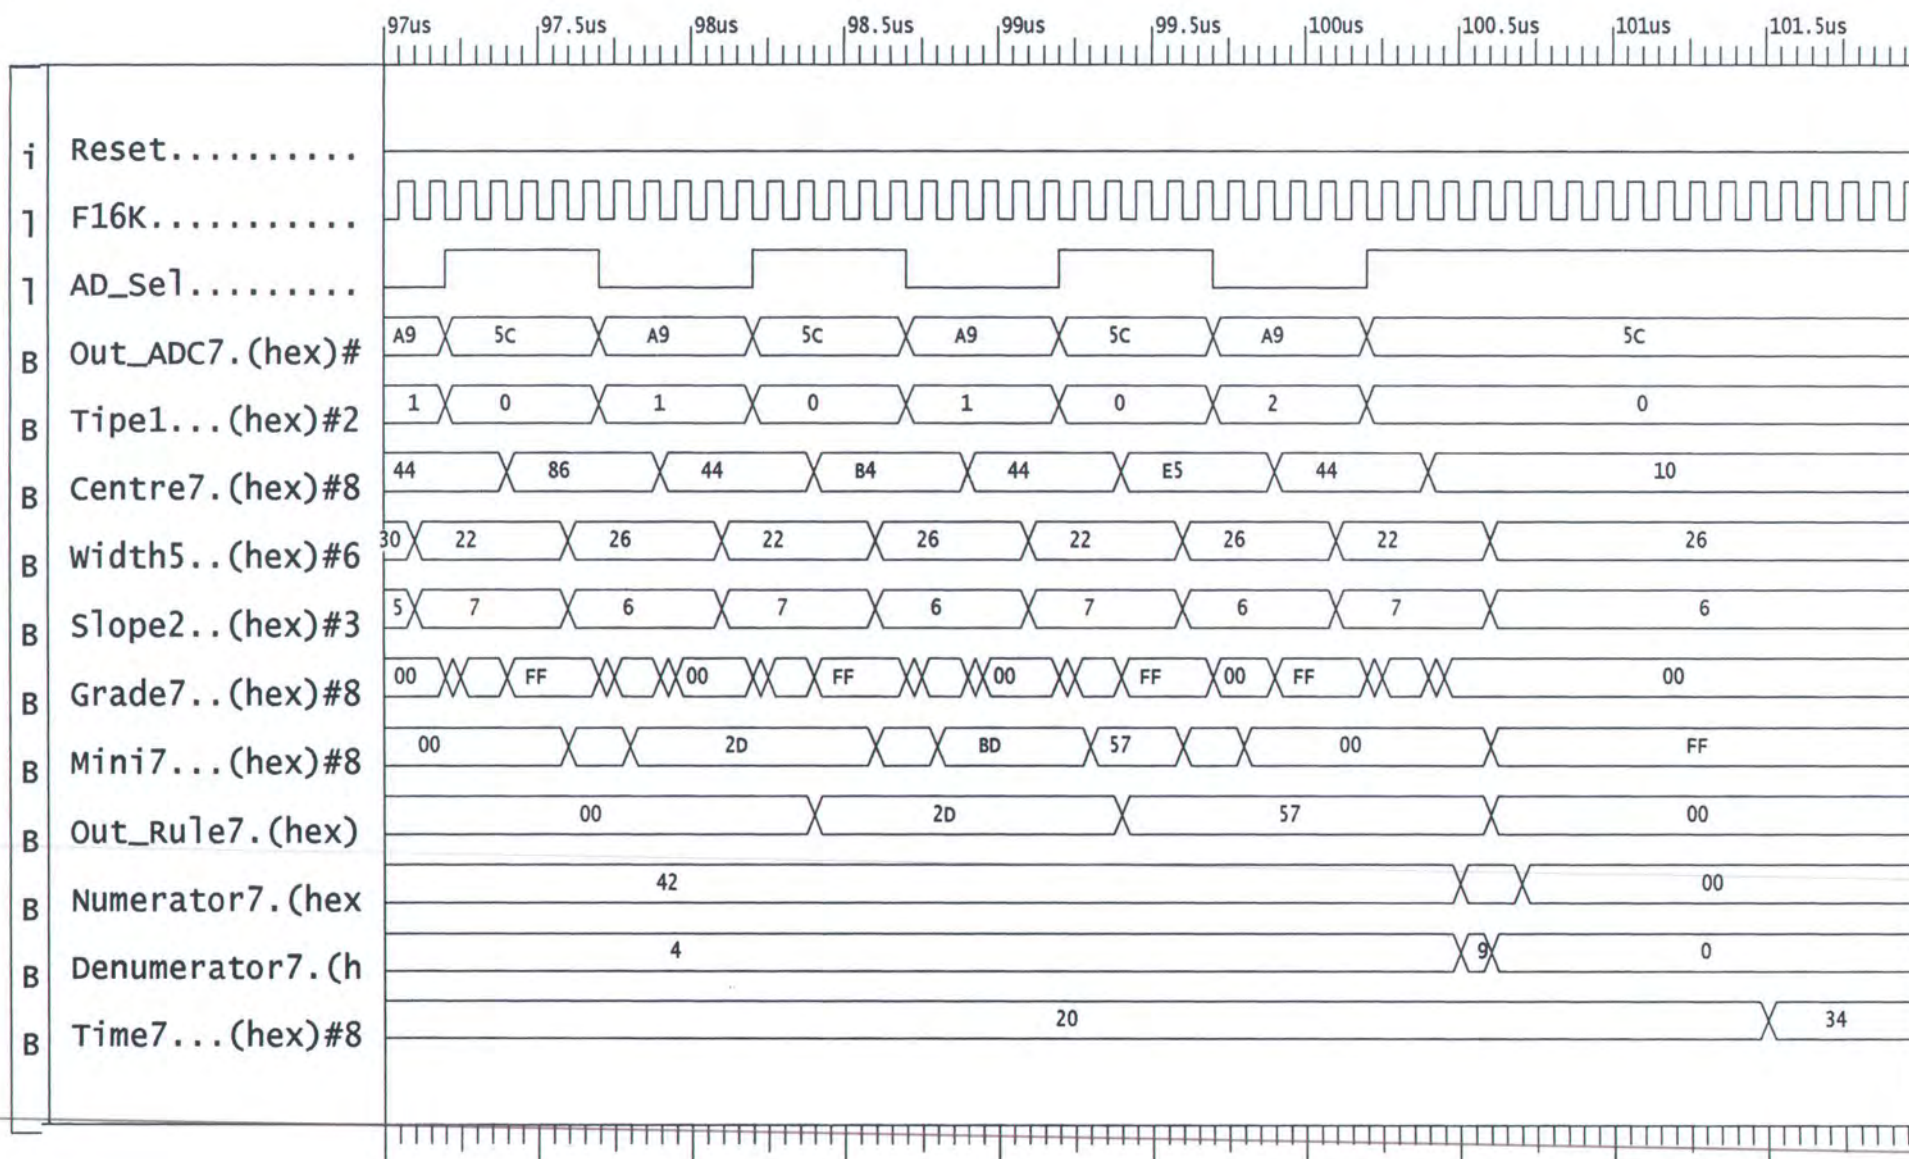 97us 97.5us 98us 98.5us 99us 99.5us 100us 100.5us 101us 101.5us
i Reset..........
l F16K...........
l AD_Sel.........
B Out_ADC7.(hex)# A9 5C A9 5C A9 5C A9 5C
B Tipe1...(hex)#2 1 0 1 0 1 0 2 0
B Centre7.(hex)#8 44 86 44 B4 44 E5 44 10
B Width5..(hex)#6 30 22 26 22 26 22 26 22 26
B Slope2..(hex)#3 5 7 6 7 6 7 6 7 6
B Grade7..(hex)#8 00 FF 00 FF 00 FF 00 FF 00
B Mini7...(hex)#8 00 2D BD 57 00 FF
B Out_Rule7.(hex) 00 2D 57 00
B Numerator7.(hex 42 00
B Denumerator7.(h 4 9 0
B Time7...(hex)#8 20 34